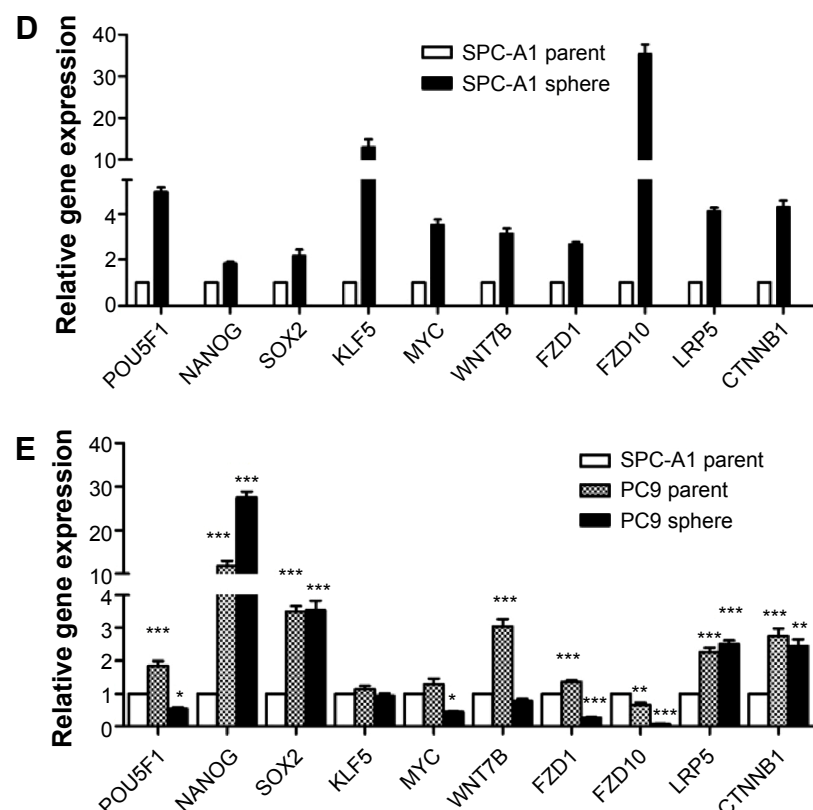 D
Relative gene expression
40
30
20
10
4
2
0
SPC-A1 parent
SPC-A1 sphere
POU5F1
NANOG
SOX2
KLF5
MYC
WNT7B
FZD1
FZD10
LRP5
CTNNB1
E
Relative gene expression
40
30
20
10
4
3
2
1
0
SPC-A1 parent
PC9 parent
PC9 sphere
***
*
***
***
***
***
*
***
***
***
**
***
***
***
***
**
POU5F1
NANOG
SOX2
KLF5
MYC
WNT7B
FZD1
FZD10
LRP5
CTNNB1